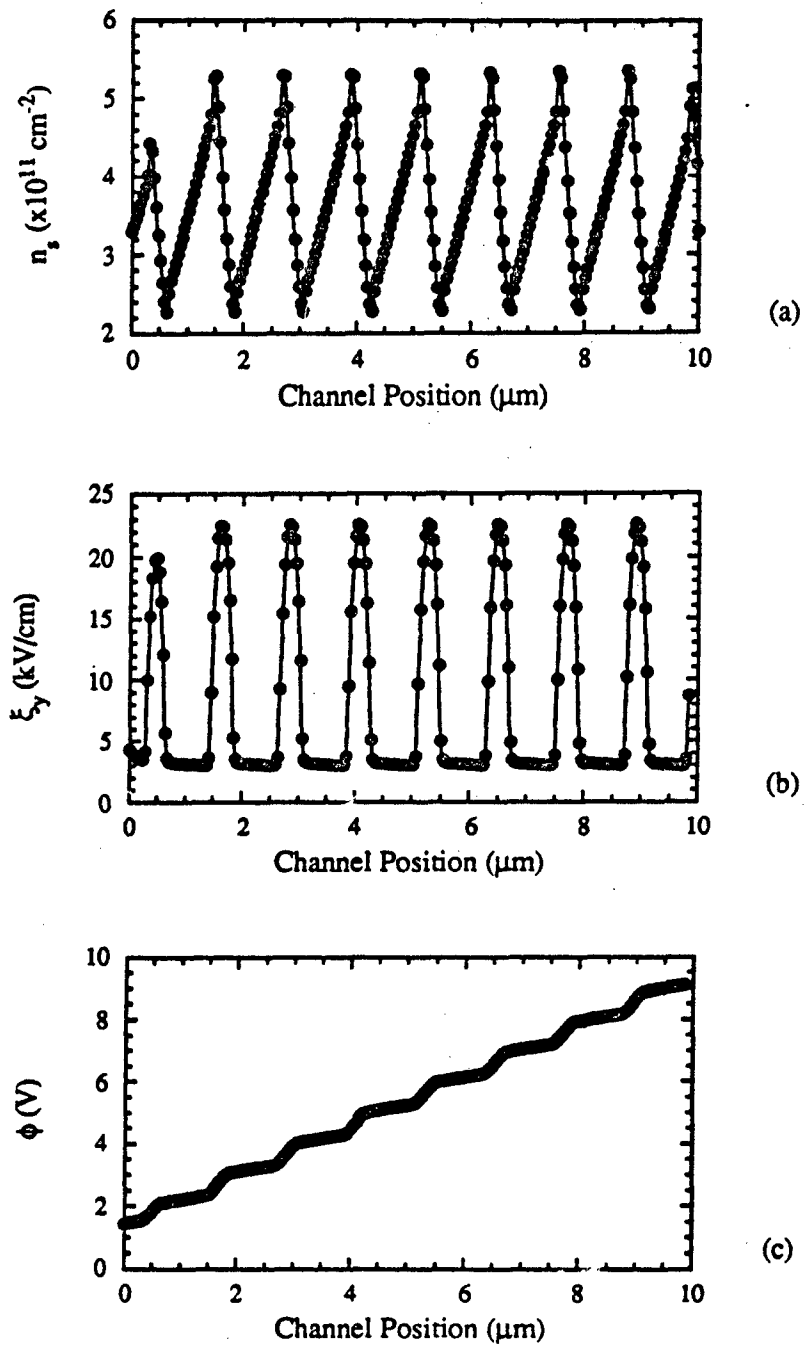 6
5
4
3
2
n_s (x10^11 cm^-2)
0 2 4 6 8 10
Channel Position (μm)
(a)
25
20
15
10
5
0
ξ_y (kV/cm)
0 2 4 6 8 10
Channel Position (μm)
(b)
10
8
6
4
2
0
ϕ (V)
0 2 4 6 8 10
Channel Position (μm)
(c)